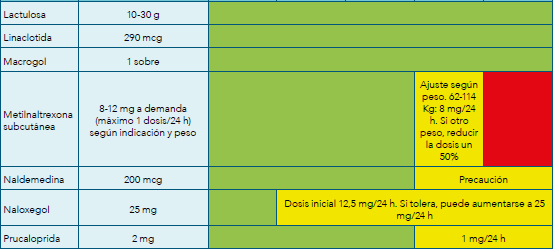 Lactulosa
10-30 g
Linaclotida
290 mcg
Macrogol
1 sobre
Metilnaltrexona
subcutánea
8-12 mg a demanda
(máximo 1 dosis/24 h)
según indicación y peso
Ajuste según
peso. 62-114
Kg: 8 mg/24
h. Si otro
peso, reducir
la dosis un
50%
Naldemedina
200 mcg
Precaución
Naloxegol
25 mg
Dosis inicial 12,5 mg/24 h. Si tolera, puede aumentarse a 25
mg/24 h
Prucaloprida
2 mg
1 mg/24 h